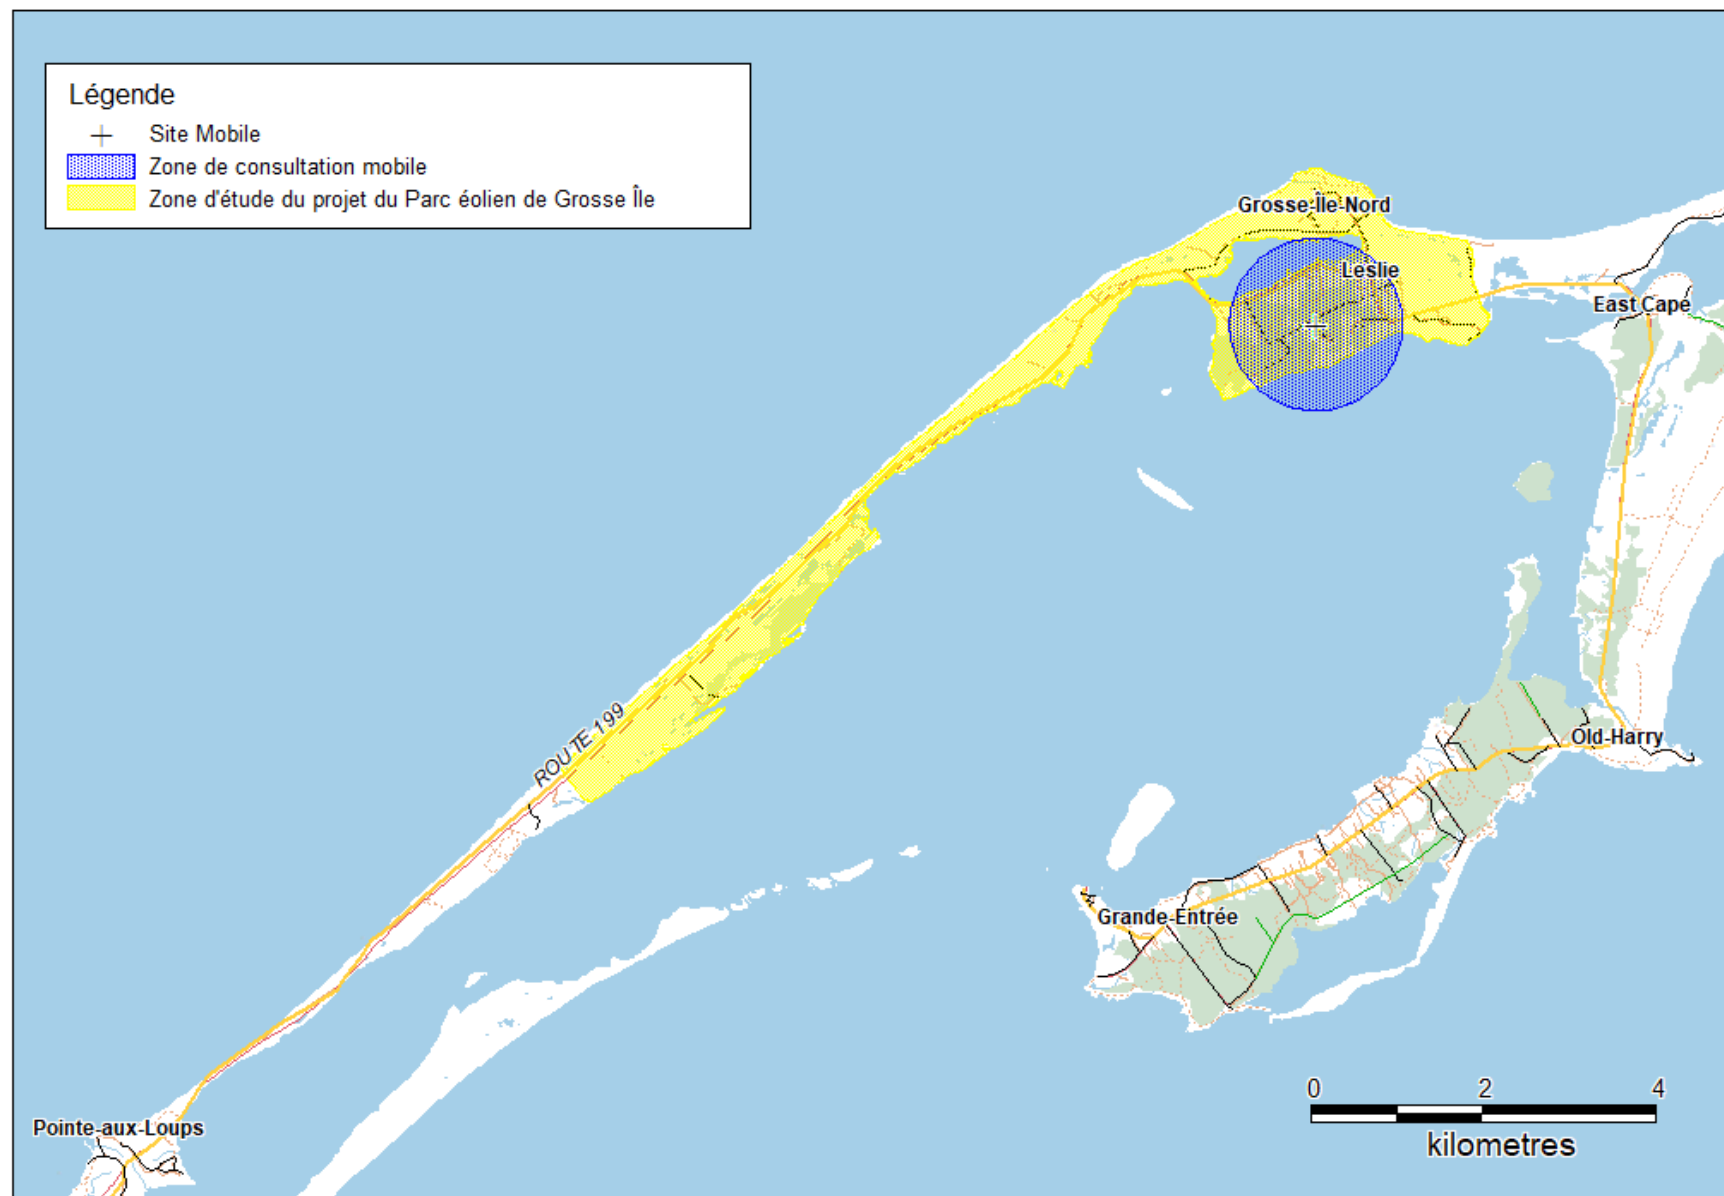 Légende
Site Mobile
Zone de consultation mobile
Zone d'étude du projet du Parc éolien de Grosse Île
Grosse-Île-Nord
Leslie
East Cape
ROUTE 199
Old-Harry
Grande-Entrée
Pointe-aux-Loups
0 2 4
kilometres